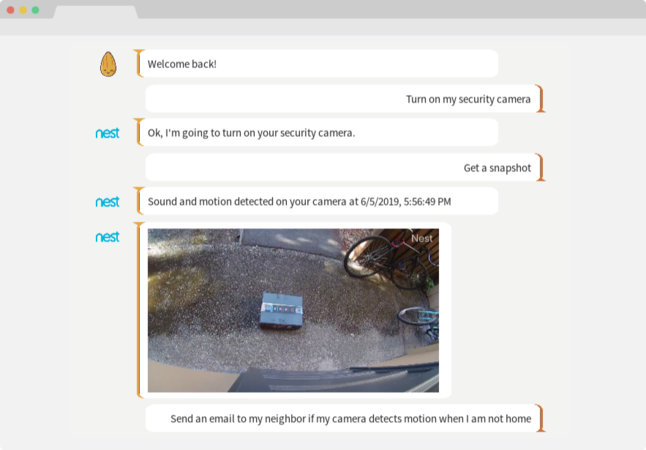 Welcome back!
Turn on my security camera
nest
Ok, I'm going to turn on your security camera.
Get a snapshot
nest
Sound and motion detected on your camera at 6/5/2019, 5:56:49 PM
nest
Nest
Send an email to my neighbor if my camera detects motion when I am not home